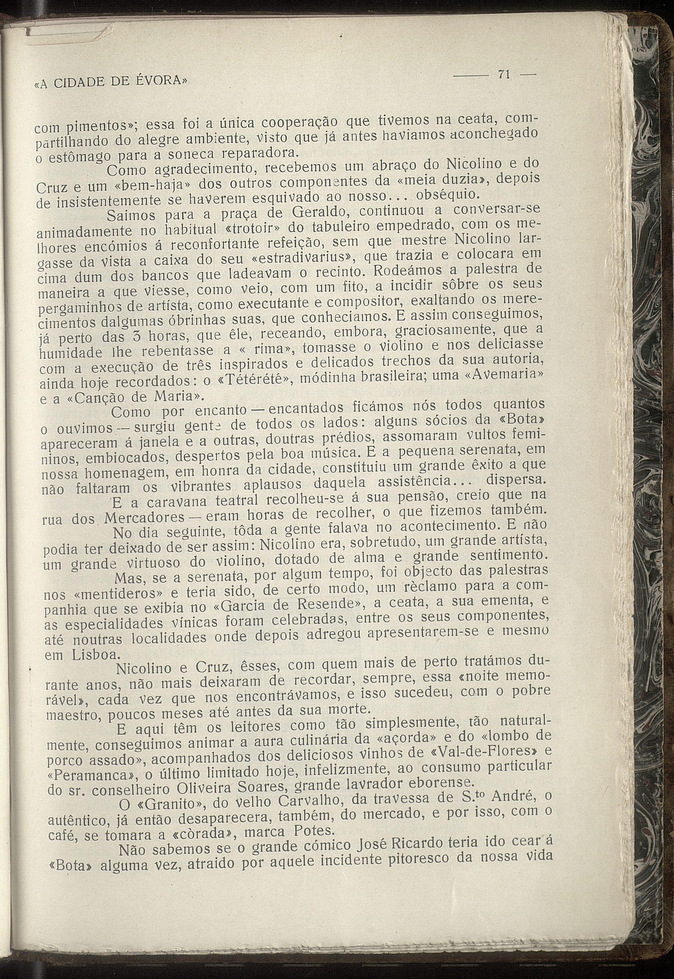 «A CIDADE DE ÉVORA» —— 71 —
com pimentos»; essa foi a única cooperação que tivemos na ceata, com-
partilhando do alegre ambiente, visto que já antes haviamos aconchegado
o estômago para a soneca reparadora.
Como agradecimento, recebemos um abraço do Nicolino e do
Cruz e um «bem-haja» dos outros componentes da «meia duzia», depois
de insistentemente se haverem esquivado ao nosso... obséquio.
Saimos para a praça de Geraldo, continuou a conversar-se
animadamente no habitual «trotoir» do tabuleiro empedrado, com os me-
lhores encómios á reconfortante refeição, sem que mestre Nicolino lar-
gasse da vista a caixa do seu «estradivarius», que trazia e colocara em
cima dum dos bancos que ladeavam o recinto. Rodeámos a palestra de
maneira a que viesse, como veio, com um fito, a incidir sôbre os seus
pergaminhos de artísta, como executante e compositor, exaltando os mere-
cimentos dalgumas óbrinhas suas, que conheciamos. E assim conseguimos,
já perto das 3 horas, que êle, receando, embora, graciosamente, que a
humidade lhe rebentasse a « rima», tomasse o violino e nos deliciasse
com a execução de três inspirados e delicados trechos da sua autoria,
ainda hoje recordados: o «Tétérété», módinha brasileira; uma «Avemaria»
e a «Canção de Maria».
Como por encanto — encantados ficámos nós todos quantos
o ouvimos — surgiu gente de todos os lados: alguns sócios da «Bota»
apareceram á janela e a outras, doutras prédios, assomaram vultos femi-
ninos, embiocados, despertos pela boa música. E a pequena serenata, em
nossa homenagem, em honra da cidade, constituiu um grande êxito a que
não faltaram os vibrantes aplausos daquela assistência... dispersa.
E a caravana teatral recolheu-se á sua pensão, creio que na
rua dos Mercadores — eram horas de recolher, o que fizemos também.
No dia seguinte, tôda a gente falava no acontecimento. E não
podia ter deixado de ser assim: Nicolino era, sobretudo, um grande artísta,
um grande virtuoso do violino, dotado de alma e grande sentimento.
Mas, se a serenata, por algum tempo, foi objecto das palestras
nos «mentideros» e teria sido, de certo modo, um rèclamo para a com-
panhia que se exibia no «Garcia de Resende», a ceata, a sua ementa, e
as especialidades vínicas foram celebradas, entre os seus componentes,
até noutras localidades onde depois adregou apresentarem-se e mesmo
em Lisboa.
Nicolino e Cruz, êsses, com quem mais de perto tratámos du-
rante anos, não mais deixaram de recordar, sempre, essa «noite memo-
rável», cada vez que nos encontrávamos, e isso sucedeu, com o pobre
maestro, poucos meses até antes da sua morte.
E aqui têm os leitores como tão simplesmente, tão natural-
mente, conseguimos animar a aura culinária da «açorda» e do «lombo de
porco assado», acompanhados dos deliciosos vinhos de «Val-de-Flores» e
«Peramanca», o último limitado hoje, infelizmente, ao consumo particular
do sr. conselheiro Oliveira Soares, grande lavrador eborense.
O «Granito», do Velho Carvalho, da travessa de S.to André, o
autêntico, já então desaparecera, também, do mercado, e por isso, com o
café, se tomara a «còrada», marca Potes.
Não sabemos se o grande cómico José Ricardo teria ido cear á
«Bota» alguma vez, atraido por aquele incidente pitoresco da nossa vida